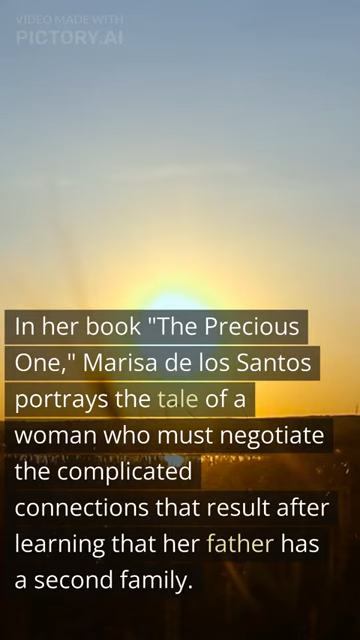 VIDEO MADE WITH
PICTORY.AI
In her book "The Precious
One," Marisa de los Santos
portrays the tale of a
woman who must negotiate
the complicated
connections that result after
learning that her father has
a second family.